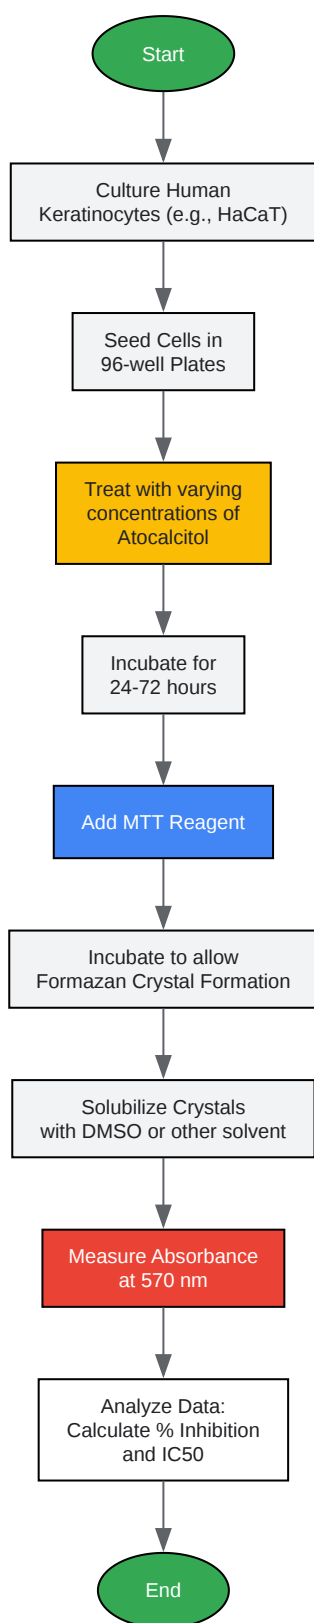 Start
Culture Human
Keratinocytes (e.g., HaCaT)
Seed Cells in
96-well Plates
Treat with varying
concentrations of
Atocalcitol
Incubate for
24-72 hours
Add MTT Reagent
Incubate to allow
Formazan Crystal Formation
Solubilize Crystals
with DMSO or other solvent
Measure Absorbance
at 570 nm
Analyze Data:
Calculate % Inhibition
and IC50
End